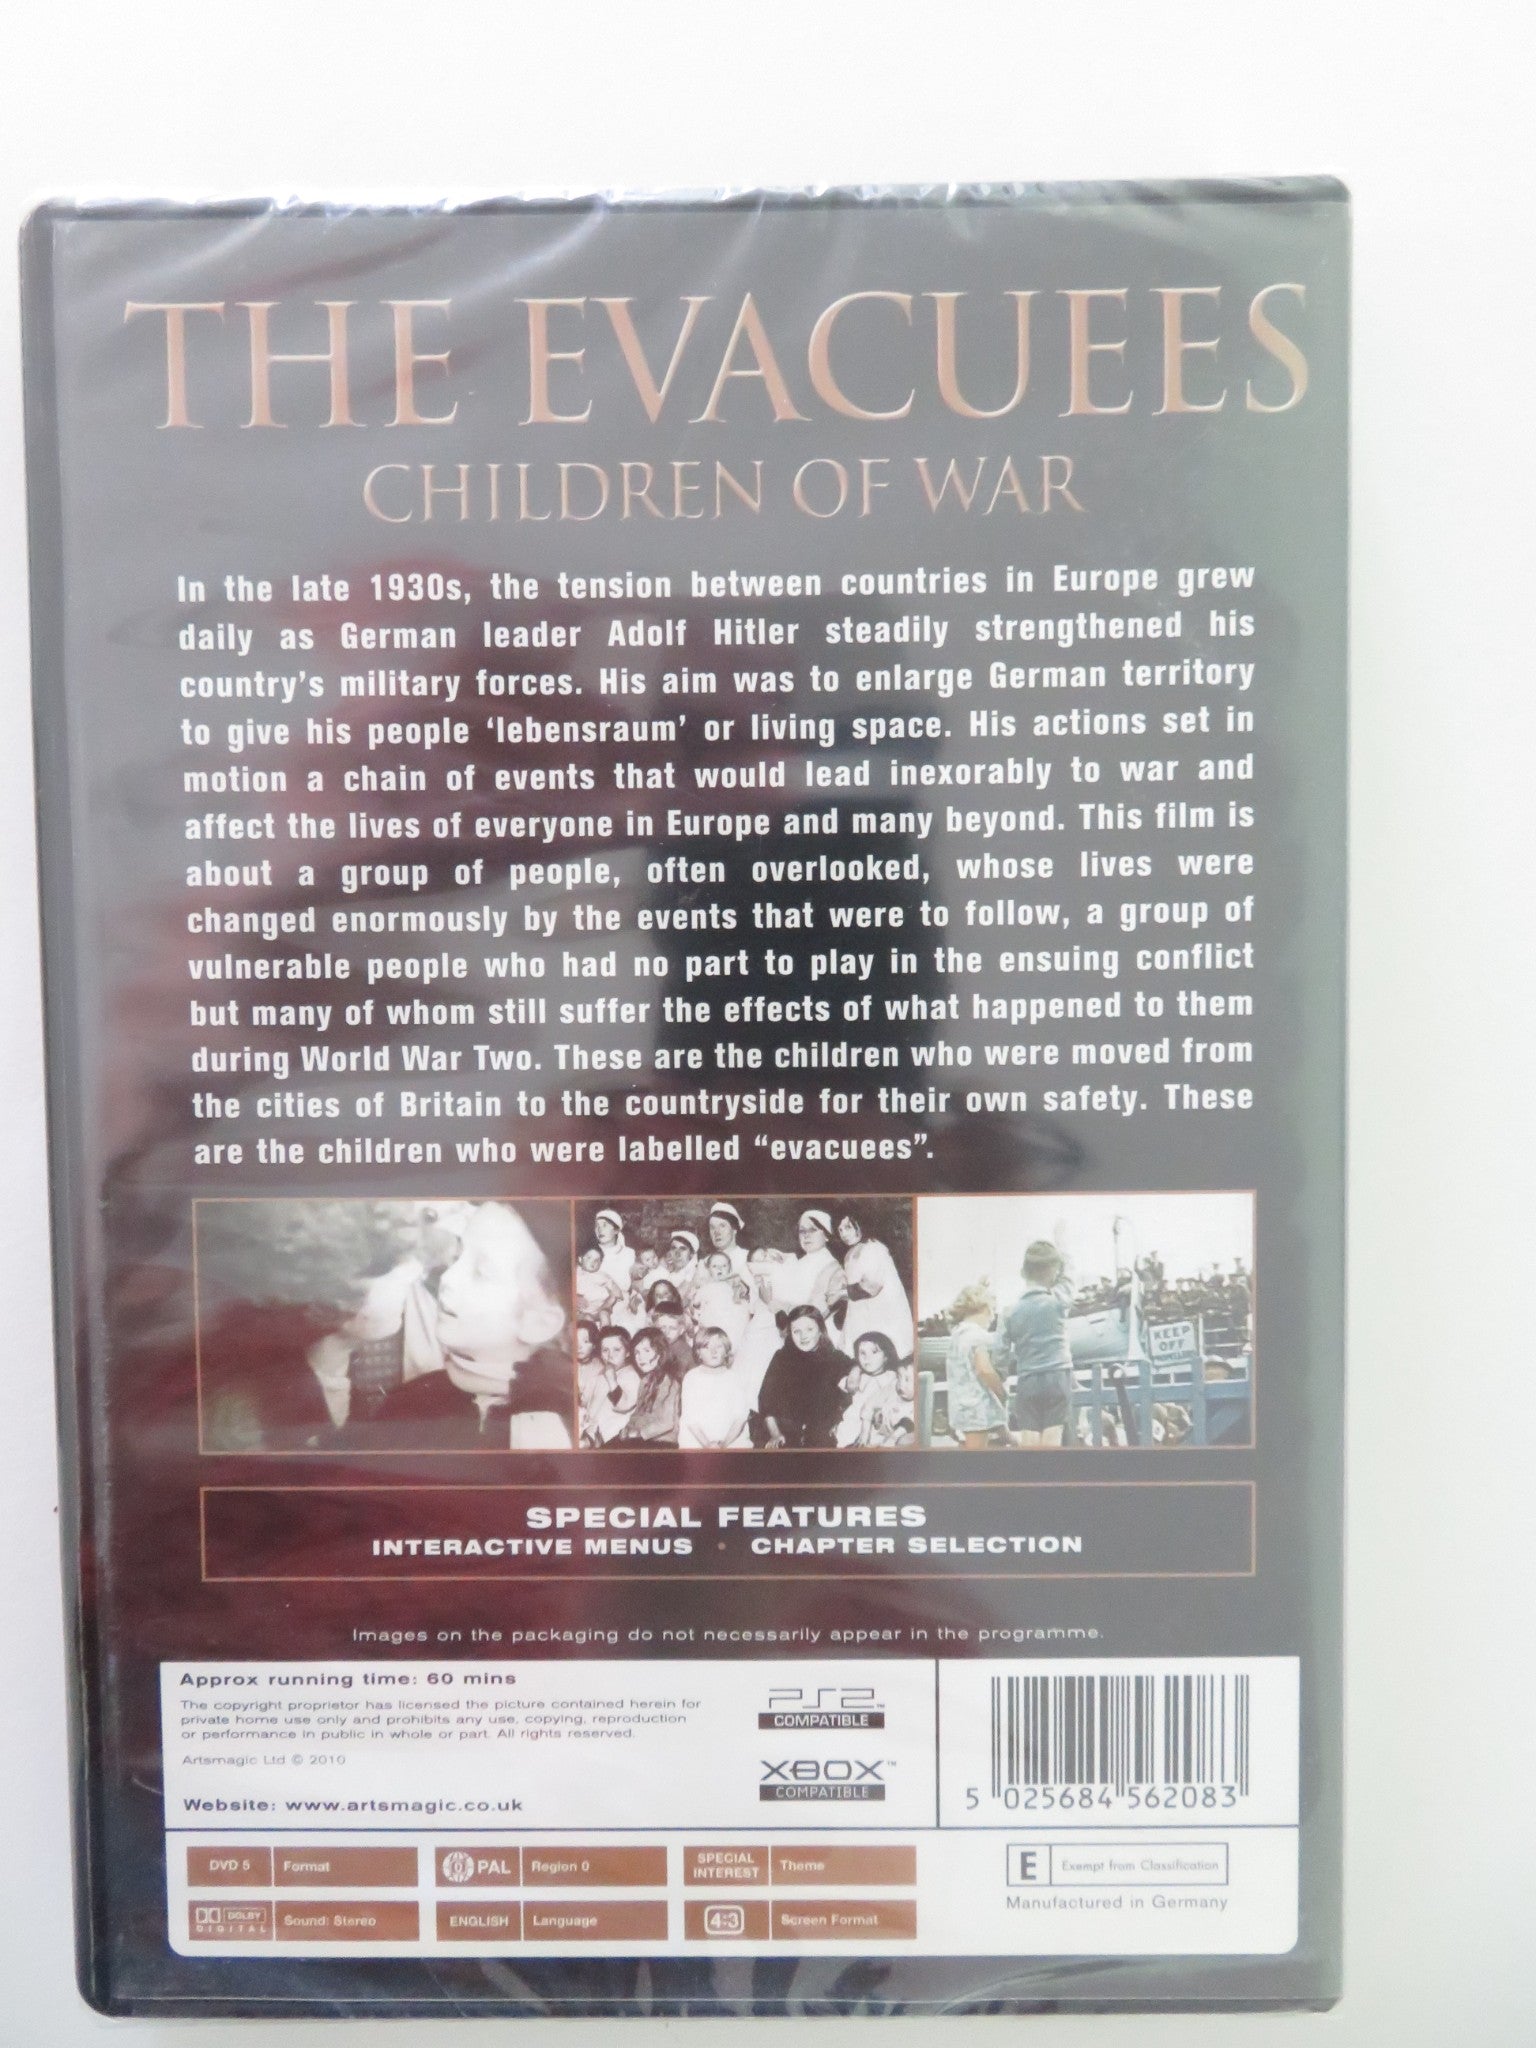 THE EVACUEES
CHILDREN OF WAR
In the late 1930s, the tension between countries in Europe grew
daily as German leader Adolf Hitler steadily strengthened his
country's military forces. His aim was to enlarge German territory
to give his people ‘lebensraum’ or living space. His actions set in
motion a chain of events that would lead inexorably to war and
affect the lives of everyone in Europe and many beyond. This film is
about a group of people, often overlooked, whose lives were
changed enormously by the events that were to follow, a group of
vulnerable people who had no part to play in the ensuing conflict
but many of whom still suffer the effects of what happened to them
during World War Two. These are the children who were moved from
the cities of Britain to the countryside for their own safety. These
are the children who were labelled “evacuees”.
KEEP
OFF
SPECIAL FEATURES
INTERACTIVE MENUS • CHAPTER SELECTION
Images on the packaging do not necessarily appear in the programme.
Approx running time: 60 mins
The copyright proprietor has licensed the picture contained herein for
private home use only and prohibits any use, copying, reproduction
or performance in public in whole or part. All rights reserved.
Artsmagic Ltd © 2010
Website: www.artsmagic.co.uk
PS2™
COMPATIBLE
XBOX™
COMPATIBLE
5 025684 562083
DVD 5 Format
0 PAL Region 0
SPECIAL INTEREST Theme
DOLBY DIGITAL Sound: Stereo
ENGLISH Language
4:3 Screen Format
E Exempt from Classification
Manufactured in Germany